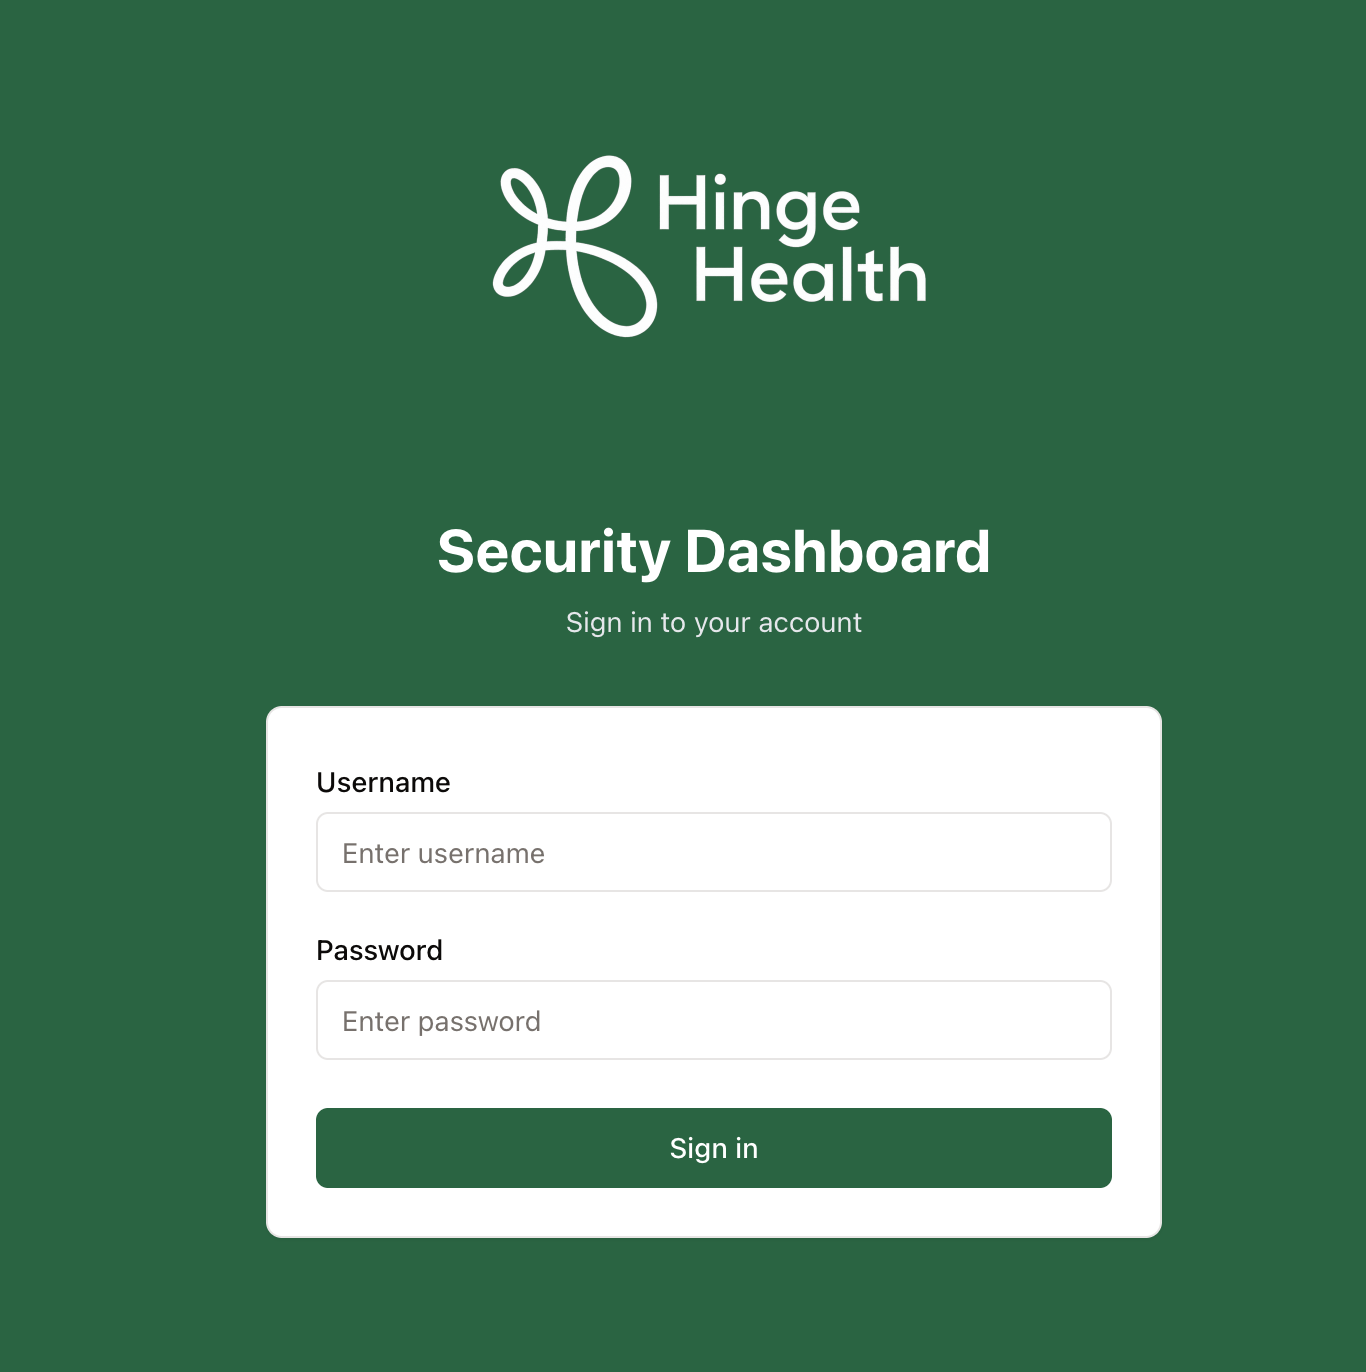 Hinge
Health
Security Dashboard
Sign in to your account
Username
Enter username
Password
Enter password
Sign in